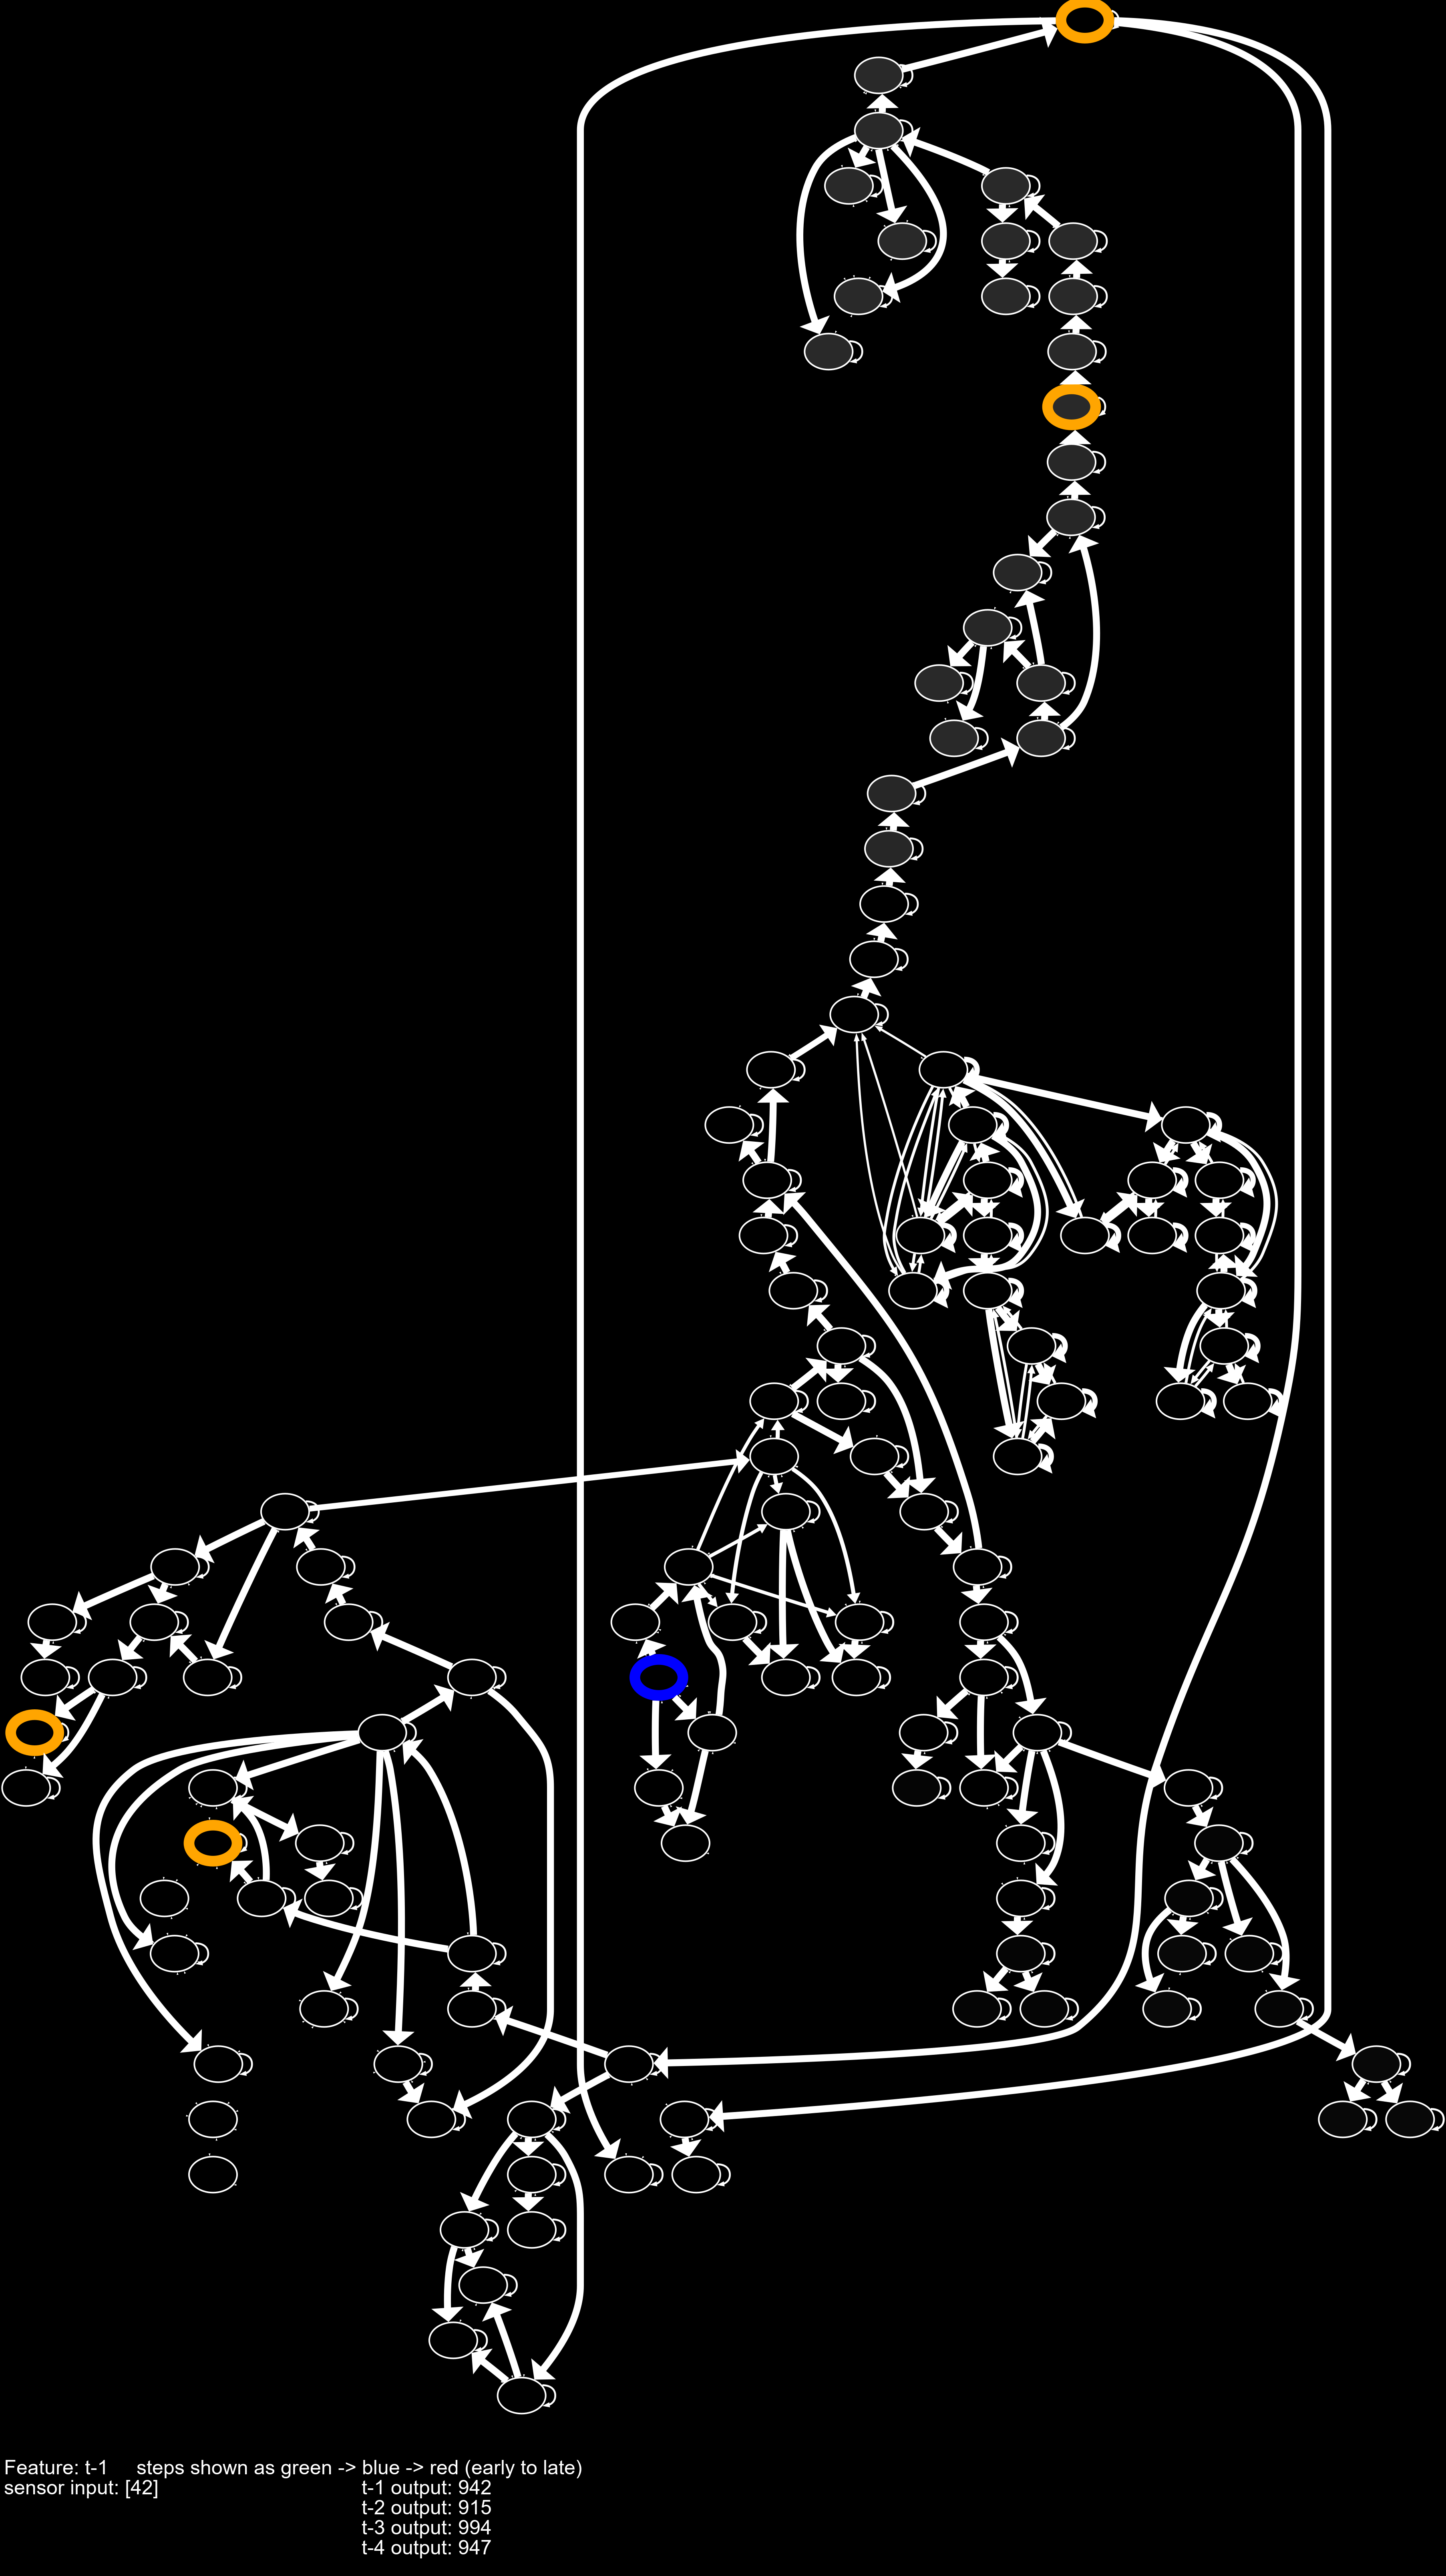 Feature: t-1 steps shown as green -> blue -> red (early to late)
sensor input: [42] t-1 output: 942
t-2 output: 915
t-3 output: 994
t-4 output: 947